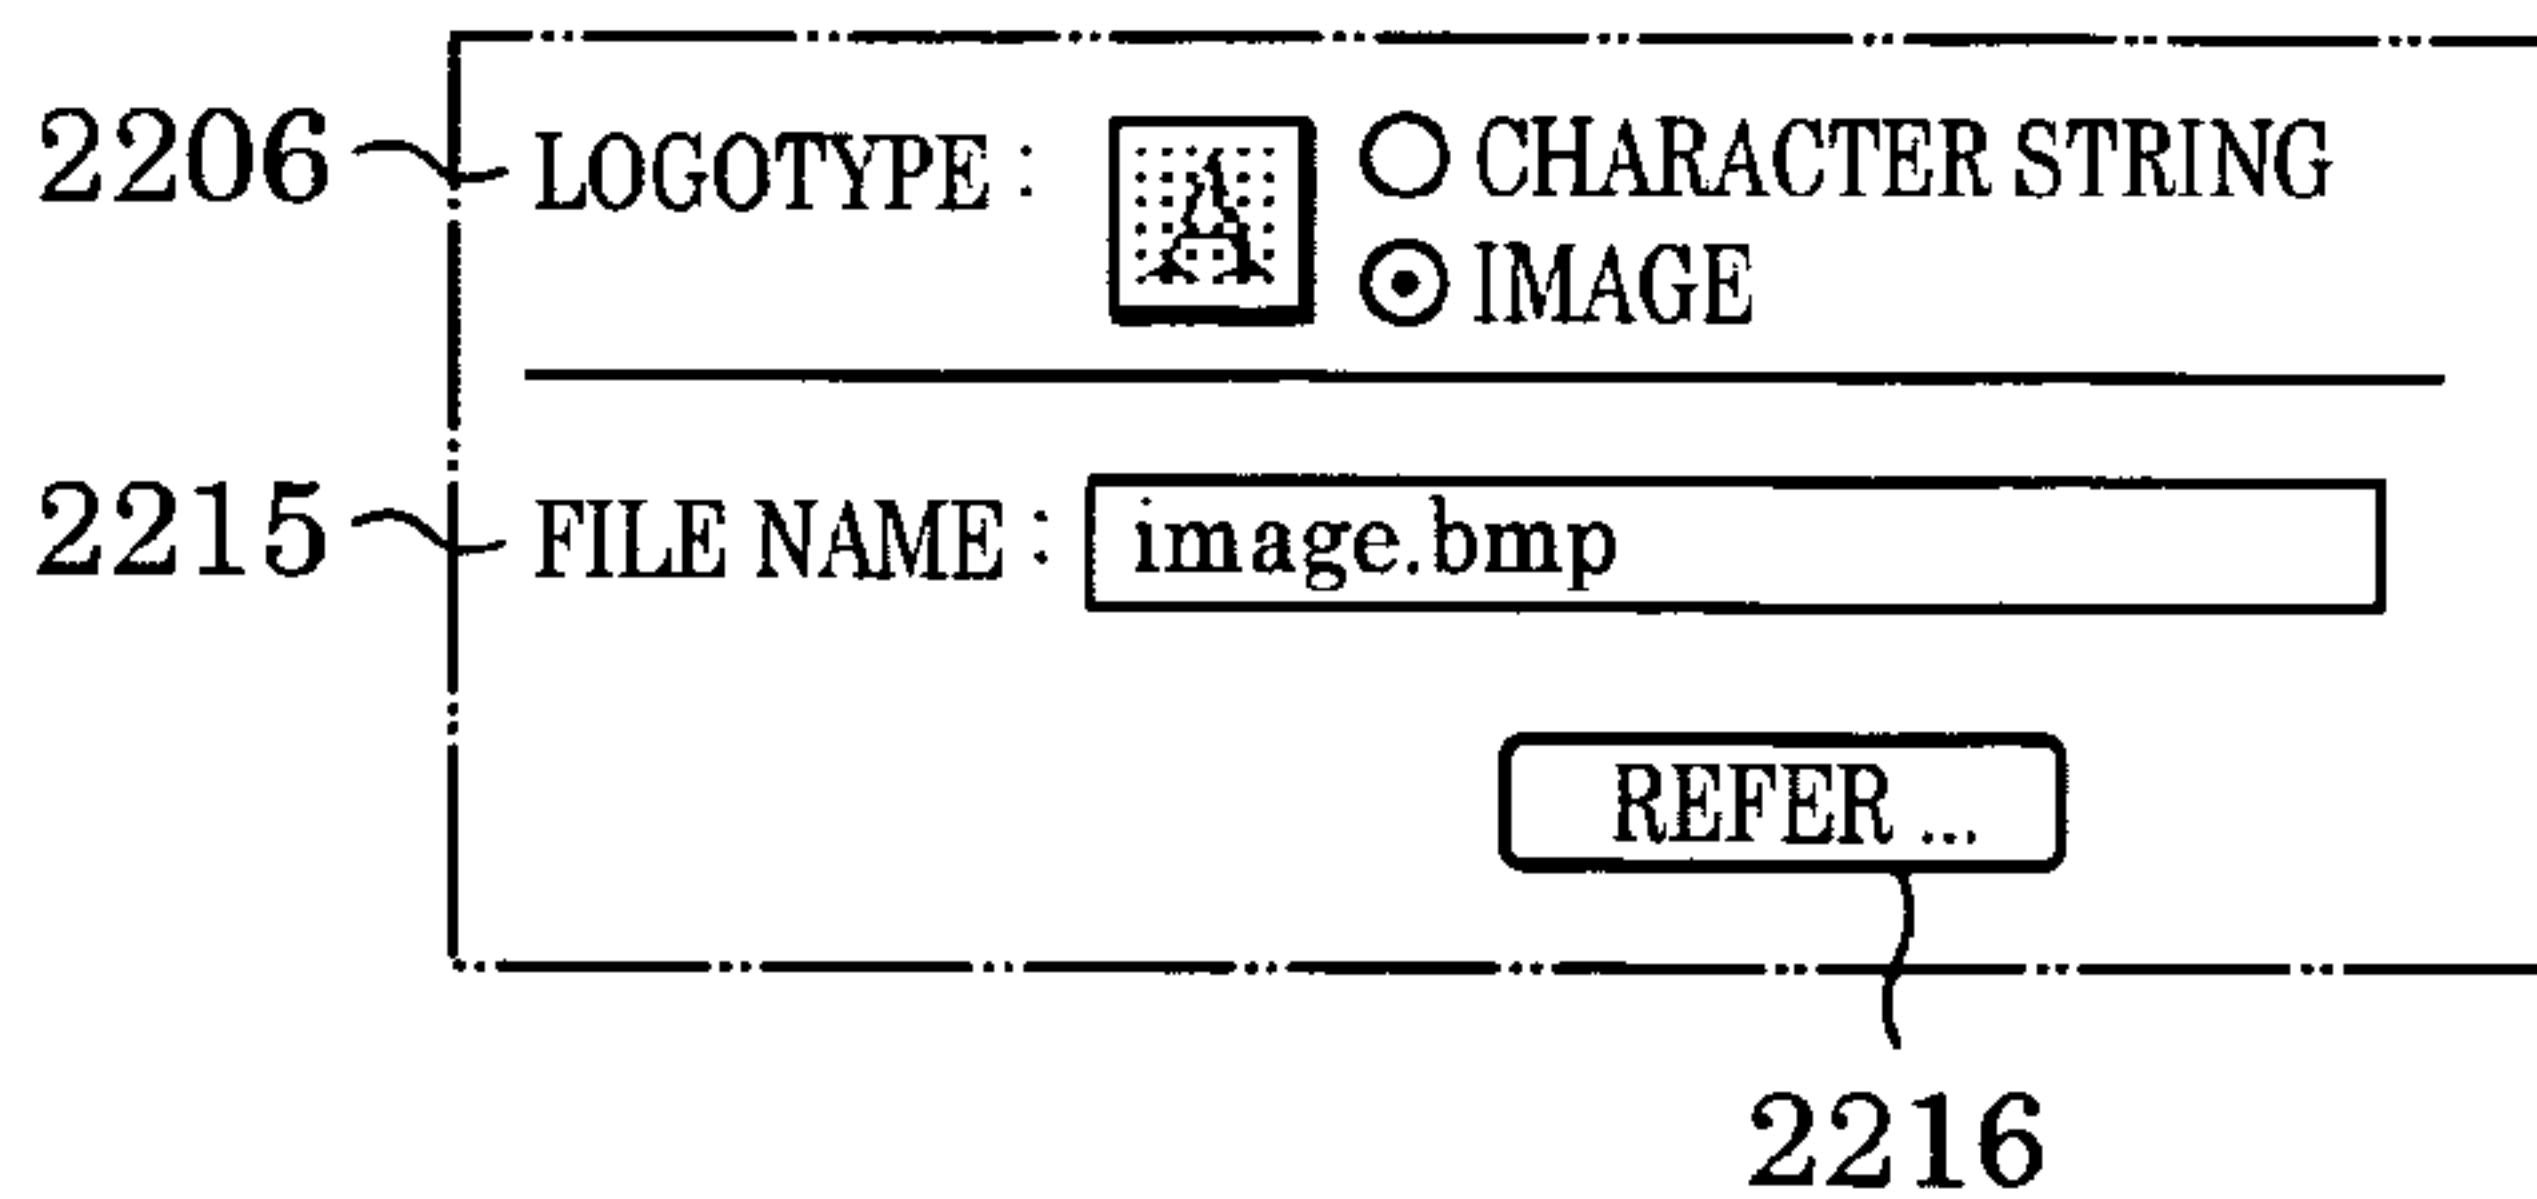 2206 LOGOTYPE : A CHARACTER STRING
IMAGE
2215 FILE NAME : image.bmp
REFER ...
2216